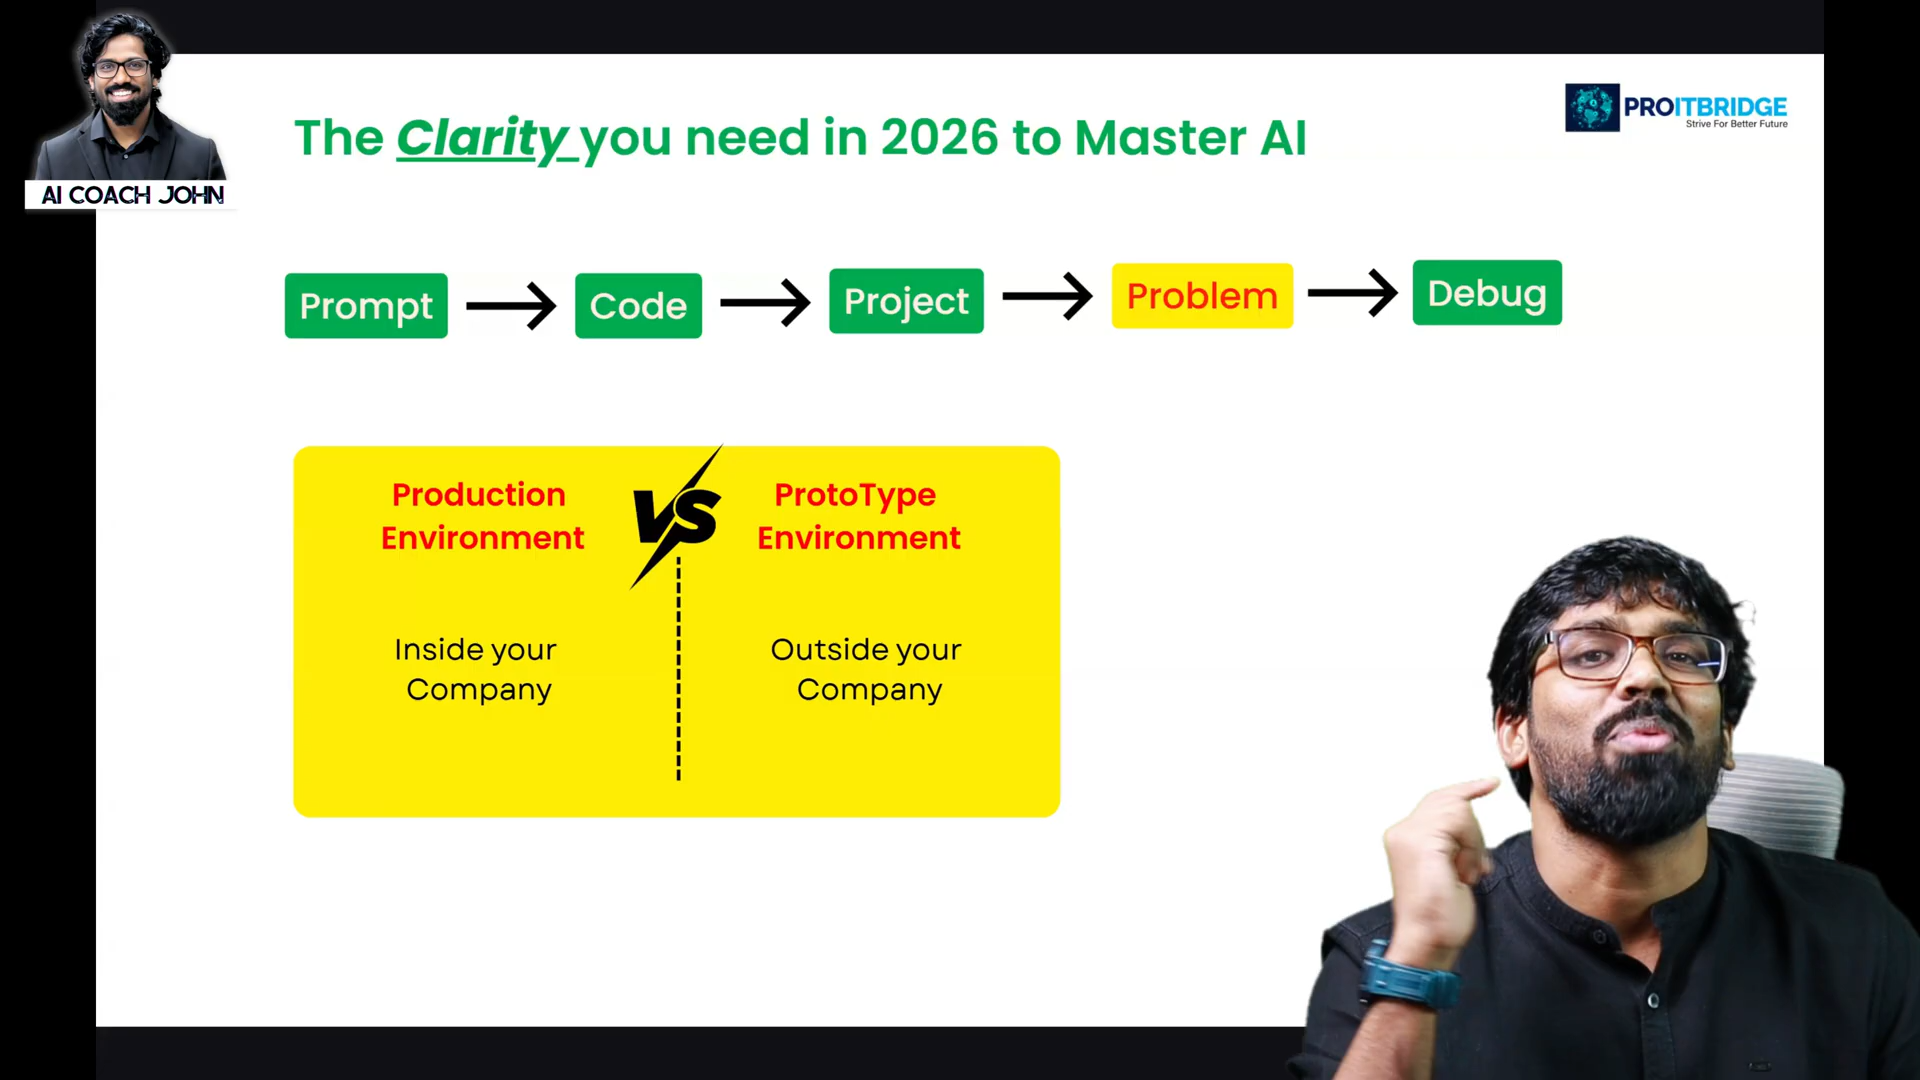 AI COACH JOHN
The Clarity you need in 2026 to Master AI
PROITBRIDGE
Strive For Better Future
Prompt
Code
Project
Problem
Debug
Production
Environment
VS
ProtoType
Environment
Inside your
Company
Outside your
Company